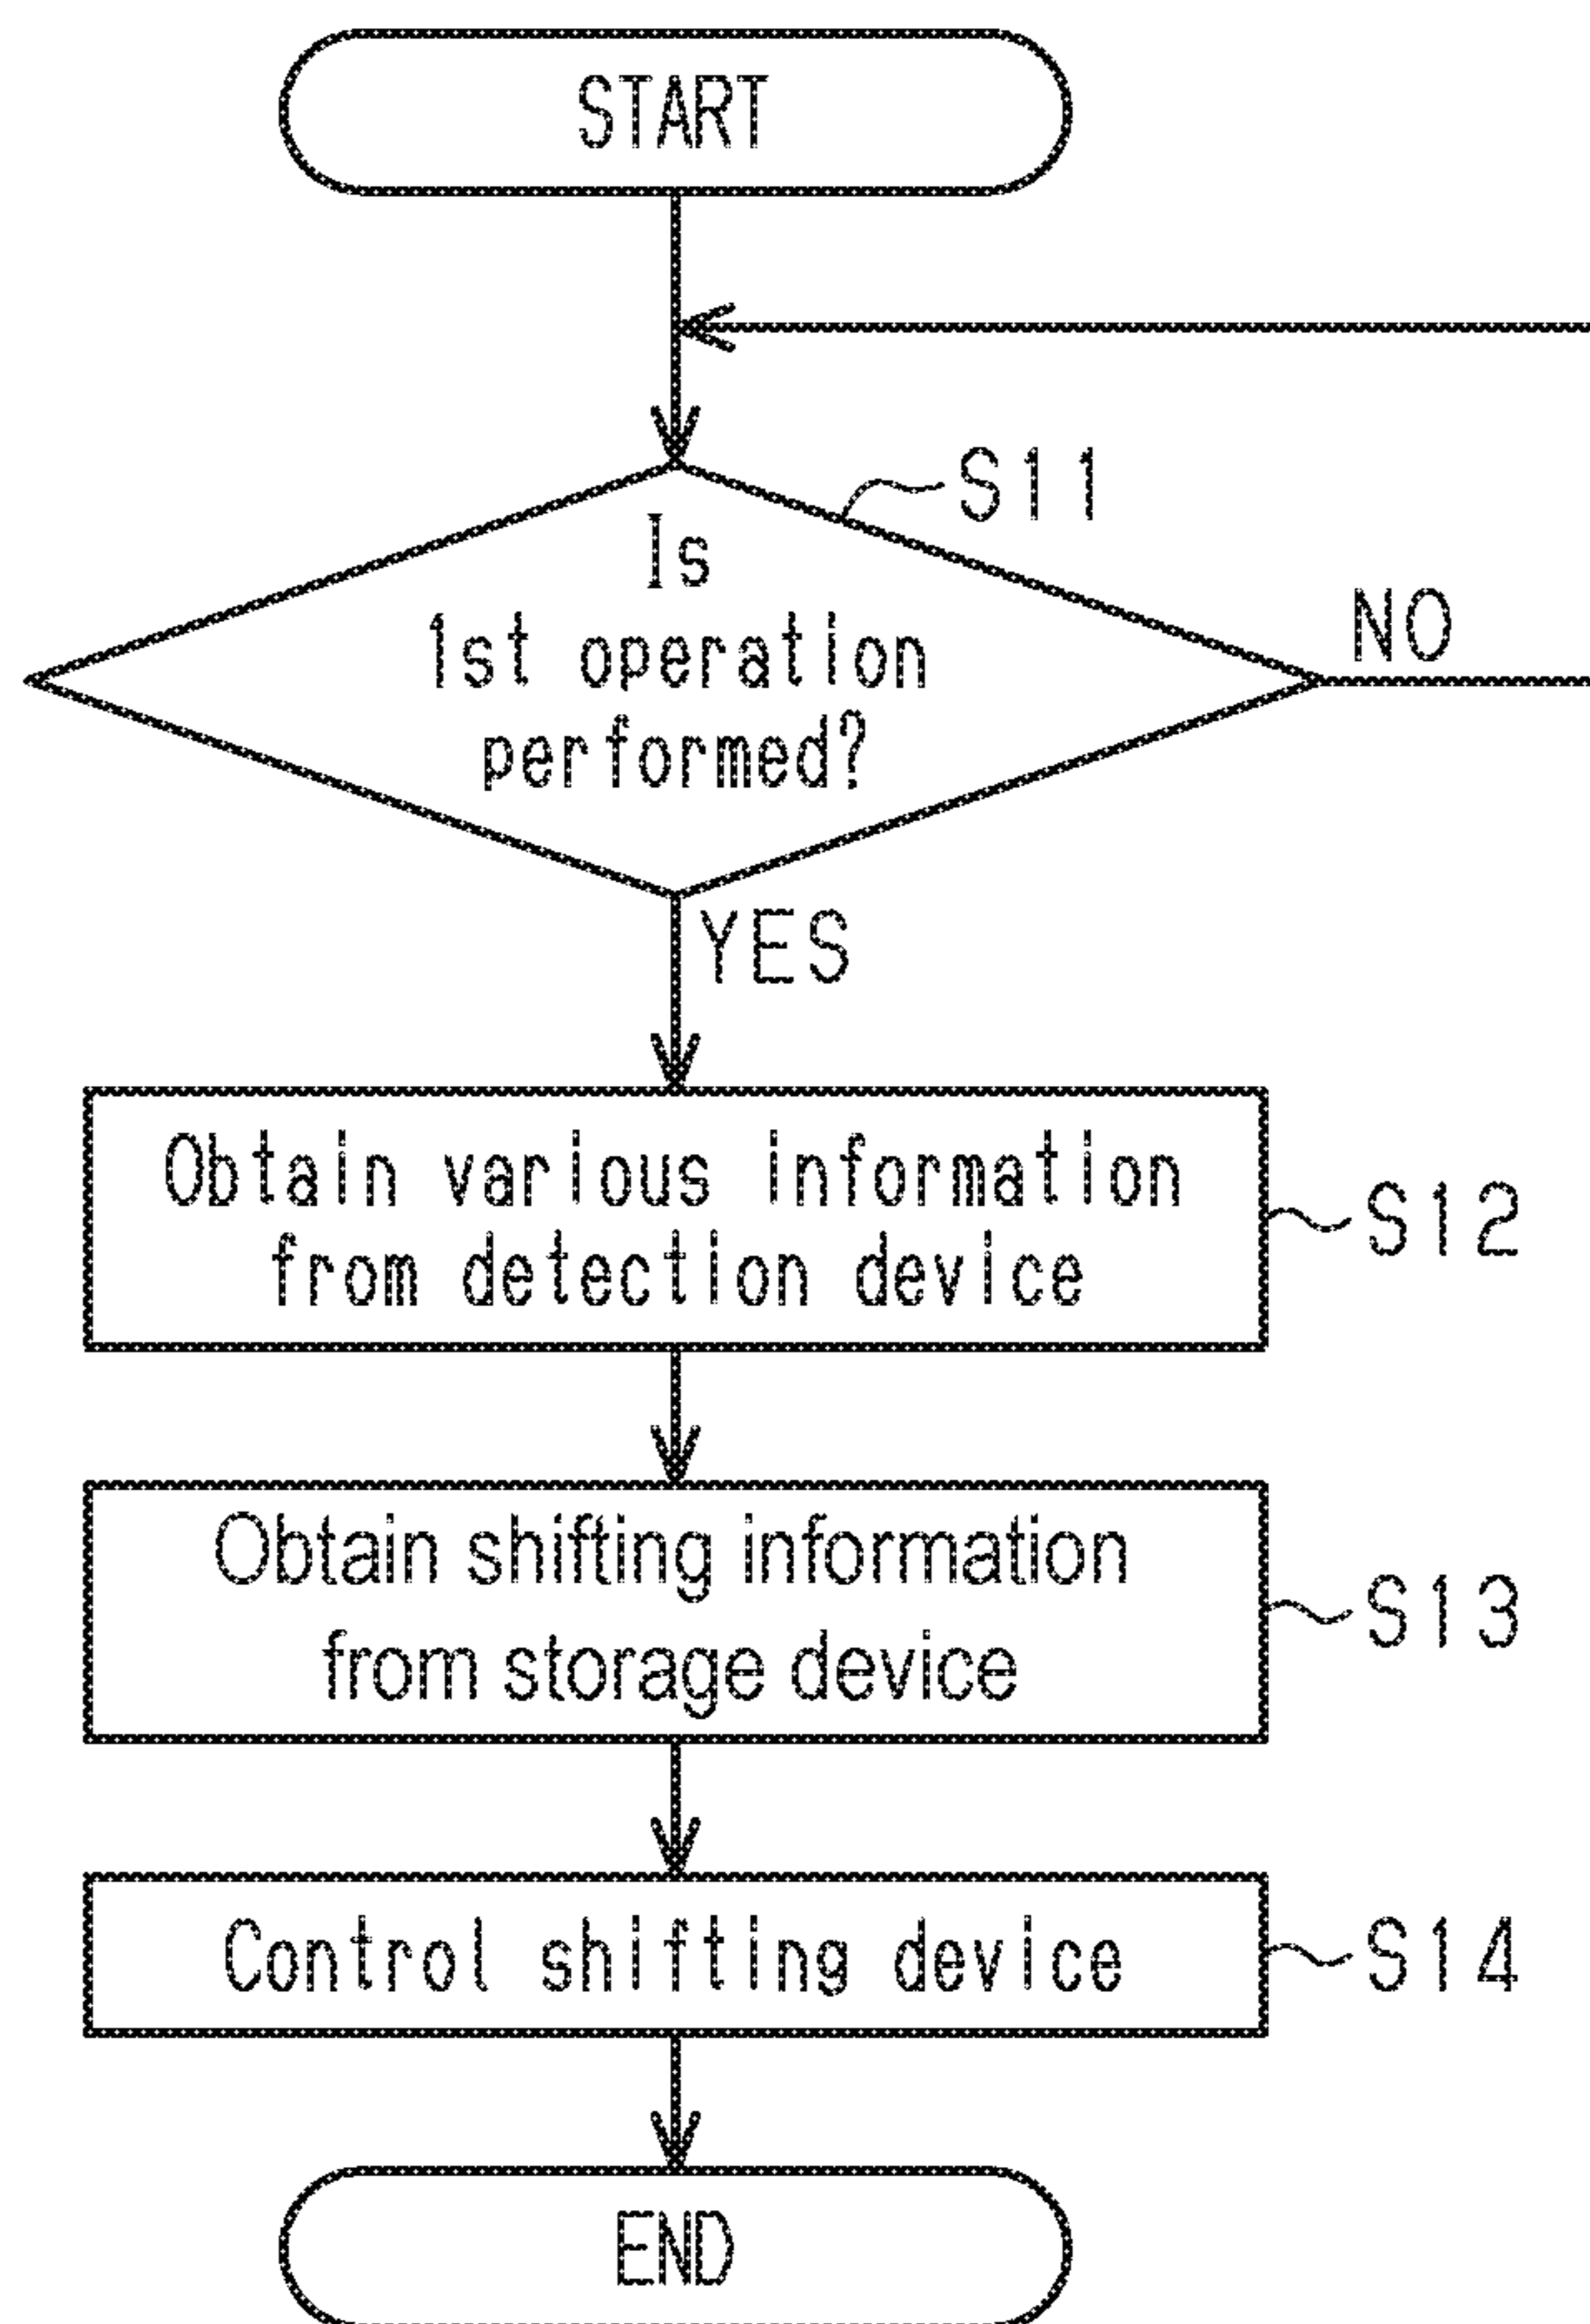 START
S11
Is
1st operation
performed?
NO
YES
Obtain various information
from detection device
S12
Obtain shifting information
from storage device
S13
Control shifting device
S14
END